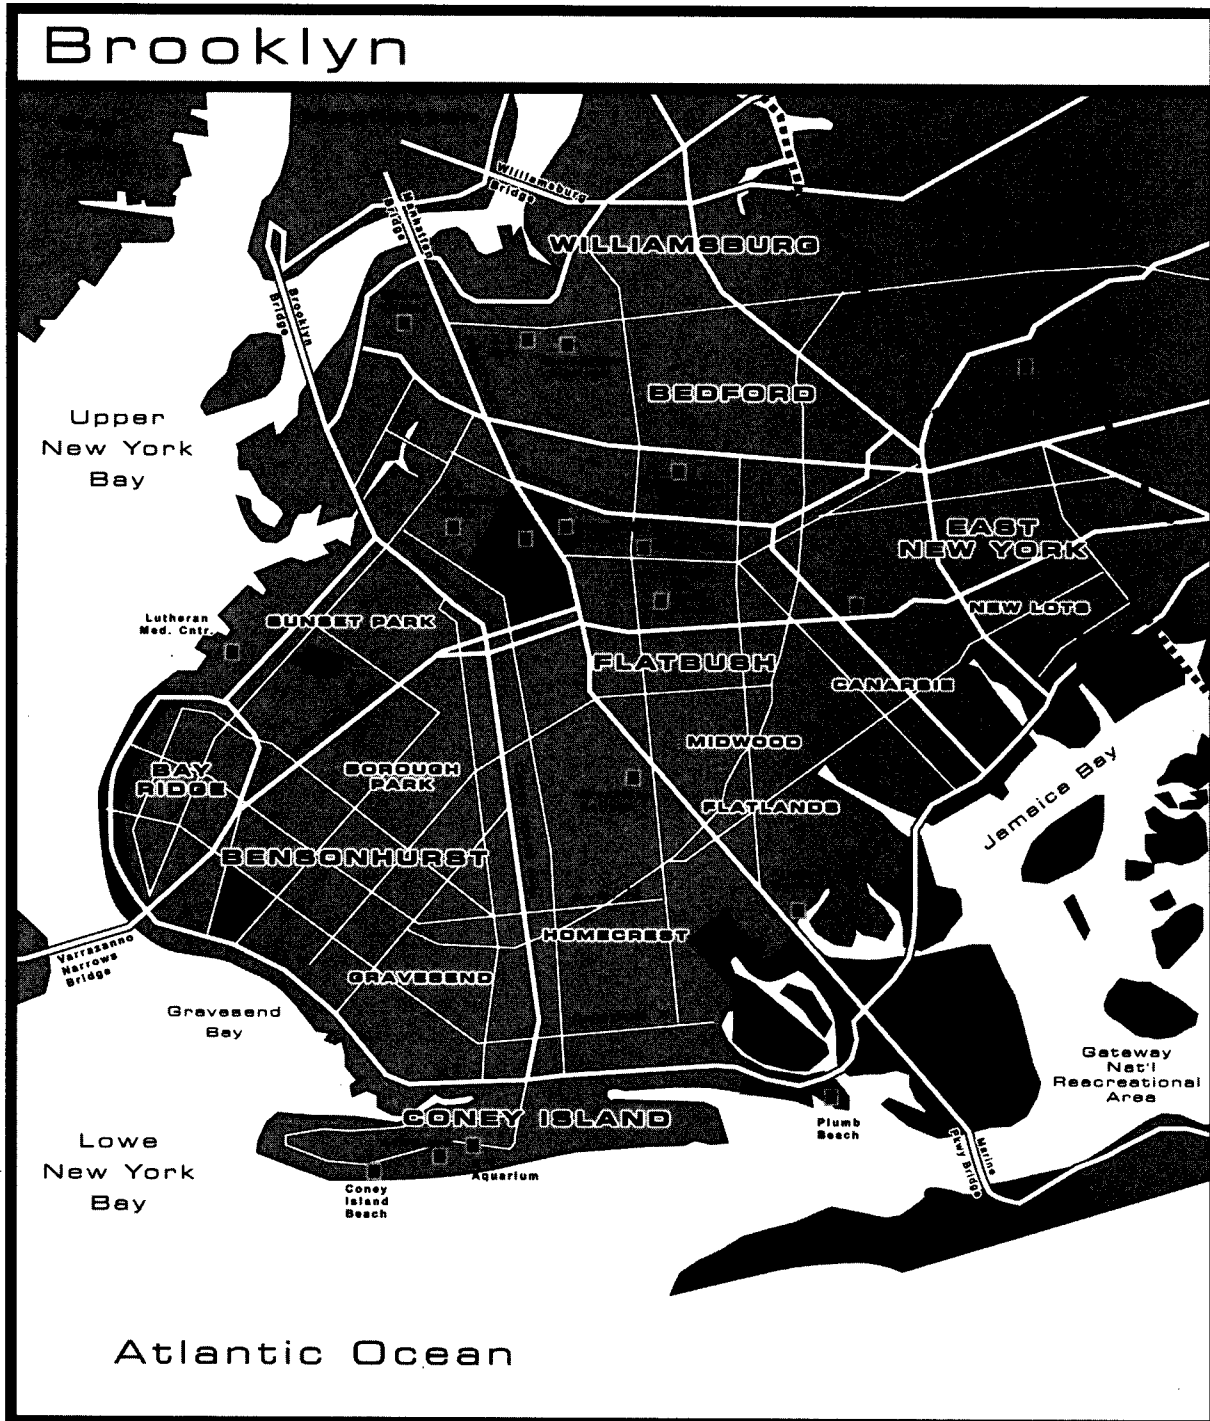 Brooklyn
Williamsburg
Bridge
Manhattan
Bridge
WILLIAMSBURG
Brooklyn
Bridge
BEDFORD
Upper
New York
Bay
EAST
NEW YORK
NEW LOTS
Lutheran
Med. Cntr.
SUNSET PARK
FLATBUSH
CANARSIE
MIDWOOD
BAY
RIDGE
BOROUGH
PARK
FLATLANDS
Jamaica Bay
BENSONHURST
HOMECREST
Varrazanno
Narrows
Bridge
GRAVESEND
Gravesend
Bay
Gateway
Nat'l
Reacreational
Area
CONEY ISLAND
Plumb
Beach
Marine
Pkwy Bridge
Lowe
New York
Bay
Aquarium
Coney
Island
Beach
Atlantic Ocean